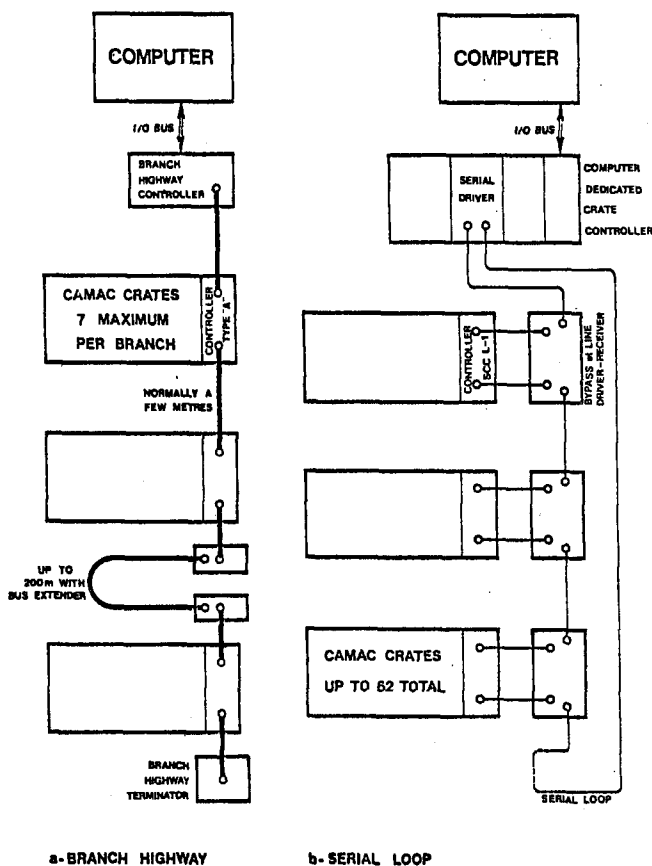 COMPUTER
I/O BUS
BRANCH
HIGHWAY
CONTROLLER
CAMAC CRATES
7 MAXIMUM
PER BRANCH
CONTROLLER
TYPE "A"
NORMALLY A
FEW METRES
UP TO
200m WITH
BUS EXTENDER
BRANCH
HIGHWAY
TERMINATOR
a-BRANCH HIGHWAY
COMPUTER
I/O BUS
SERIAL
DRIVER
COMPUTER
DEDICATED
CRATE
CONTROLLER
CONTROLLER
SCC L-1
BYPASS et LINE
DRIVER-RECEIVER
CAMAC CRATES
UP TO 62 TOTAL
SERIAL LOOP
b-SERIAL LOOP